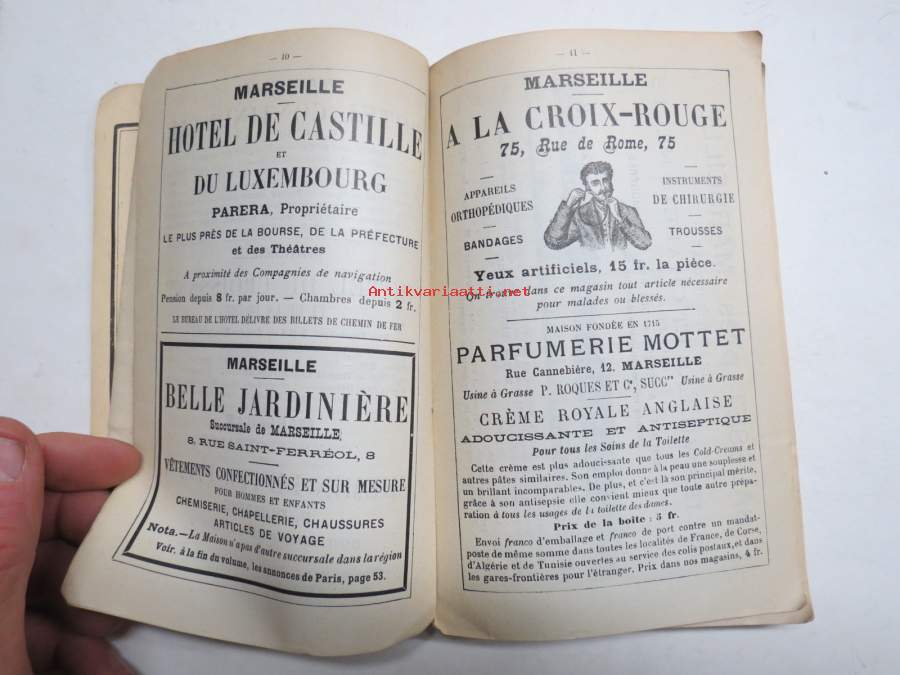 — 40 —
MARSEILLE
HOTEL DE CASTILLE
ET
DU LUXEMBOURG
PARERA, Propriétaire
LE PLUS PRÈS DE LA BOURSE, DE LA PRÉFECTURE
et des Théâtres
A proximité des Compagnies de navigation
Pension depuis 8 fr. par jour. — Chambres depuis 2 fr.
LE BUREAU DE L'HOTEL DÉLIVRE DES BILLETS DE CHEMIN DE FER
MARSEILLE
BELLE JARDINIÈRE
Succursale de MARSEILLE,
8, RUE SAINT-FERRÉOL, 8
VÊTEMENTS CONFECTIONNÉS ET SUR MESURE
POUR HOMMES ET ENFANTS
CHEMISERIE, CHAPELLERIE, CHAUSSURES
ARTICLES DE VOYAGE
Nota.—La Maison n'a pas d'autre succursale dans la région
Voir, à la fin du volume, les annonces de Paris, page 53.
— 41 —
MARSEILLE
A LA CROIX-ROUGE
75, Rue de Rome, 75
APPAREILS
ORTHOPÉDIQUES
BANDAGES
INSTRUMENTS
DE CHIRURGIE
TROUSSES
Yeux artificiels, 15 fr. la pièce.
On trouve dans ce magasin tout article nécessaire
pour malades ou blessés.
MAISON FONDÉE EN 1715
PARFUMERIE MOTTET
Rue Cannebière, 12. MARSEILLE
Usine à Grasse P. ROQUES ET Cie, SUCCrs Usine à Grasse
CRÈME ROYALE ANGLAISE
ADOUCISSANTE ET ANTISEPTIQUE
Pour tous les Soins de la Toilette
Cette crème est plus adoucissante que tous les Cold-Creams et
autres pâtes similaires. Son emploi donne à la peau une souplesse et
un brillant incomparables. De plus, et c'est là son principal mérite,
grâce à son antisepsie elle convient mieux que toute autre prépa-
ration à tous les usages de la toilette des dames.
Prix de la boîte : 5 fr.
Envoi franco d'emballage et franco de port contre un mandat-
poste de même somme dans toutes les localités de France, de Corse,
d'Algérie et de Tunisie ouvertes au service des colis postaux, et dans
les gares-frontières pour l'étranger. Prix dans nos magasins, 4 fr.
Antikvariaatti.net